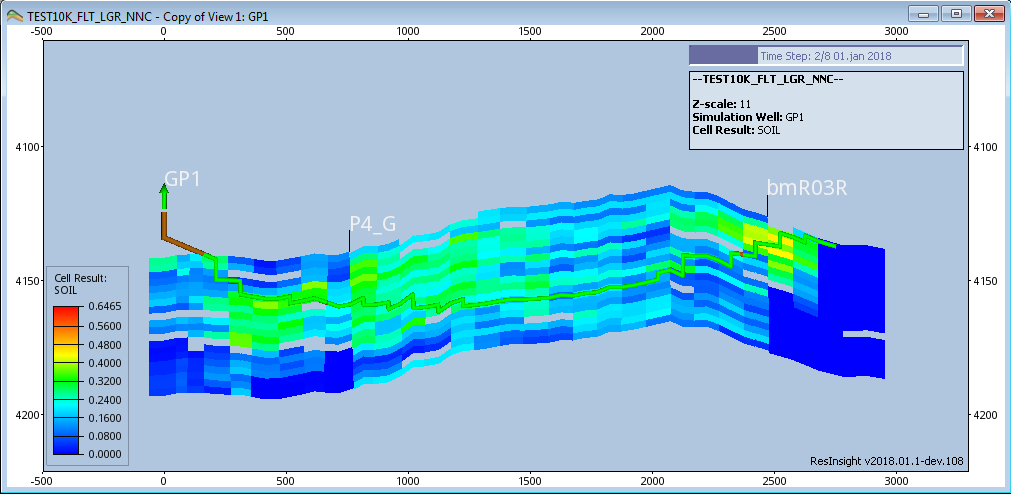 TEST10K_FLT_LGR_NNC - Copy of View 1: GP1
-500 0 500 1000 1500 2000 2500 3000
Time Step: 2/8 01.jan 2018
--TEST10K_FLT_LGR_NNC--
Z-scale: 11
Simulation Well: GP1
Cell Result: SOIL
4100 4100
GP1
bmR03R
P4_G
4150 4150
Cell Result:
SOIL
0.6465
0.5600
0.4800
0.4000
0.3200
0.2400
0.1600
0.0800
0.0000
4200 4200
ResInsight v2018.01.1-dev.108
-500 0 500 1000 1500 2000 2500 3000